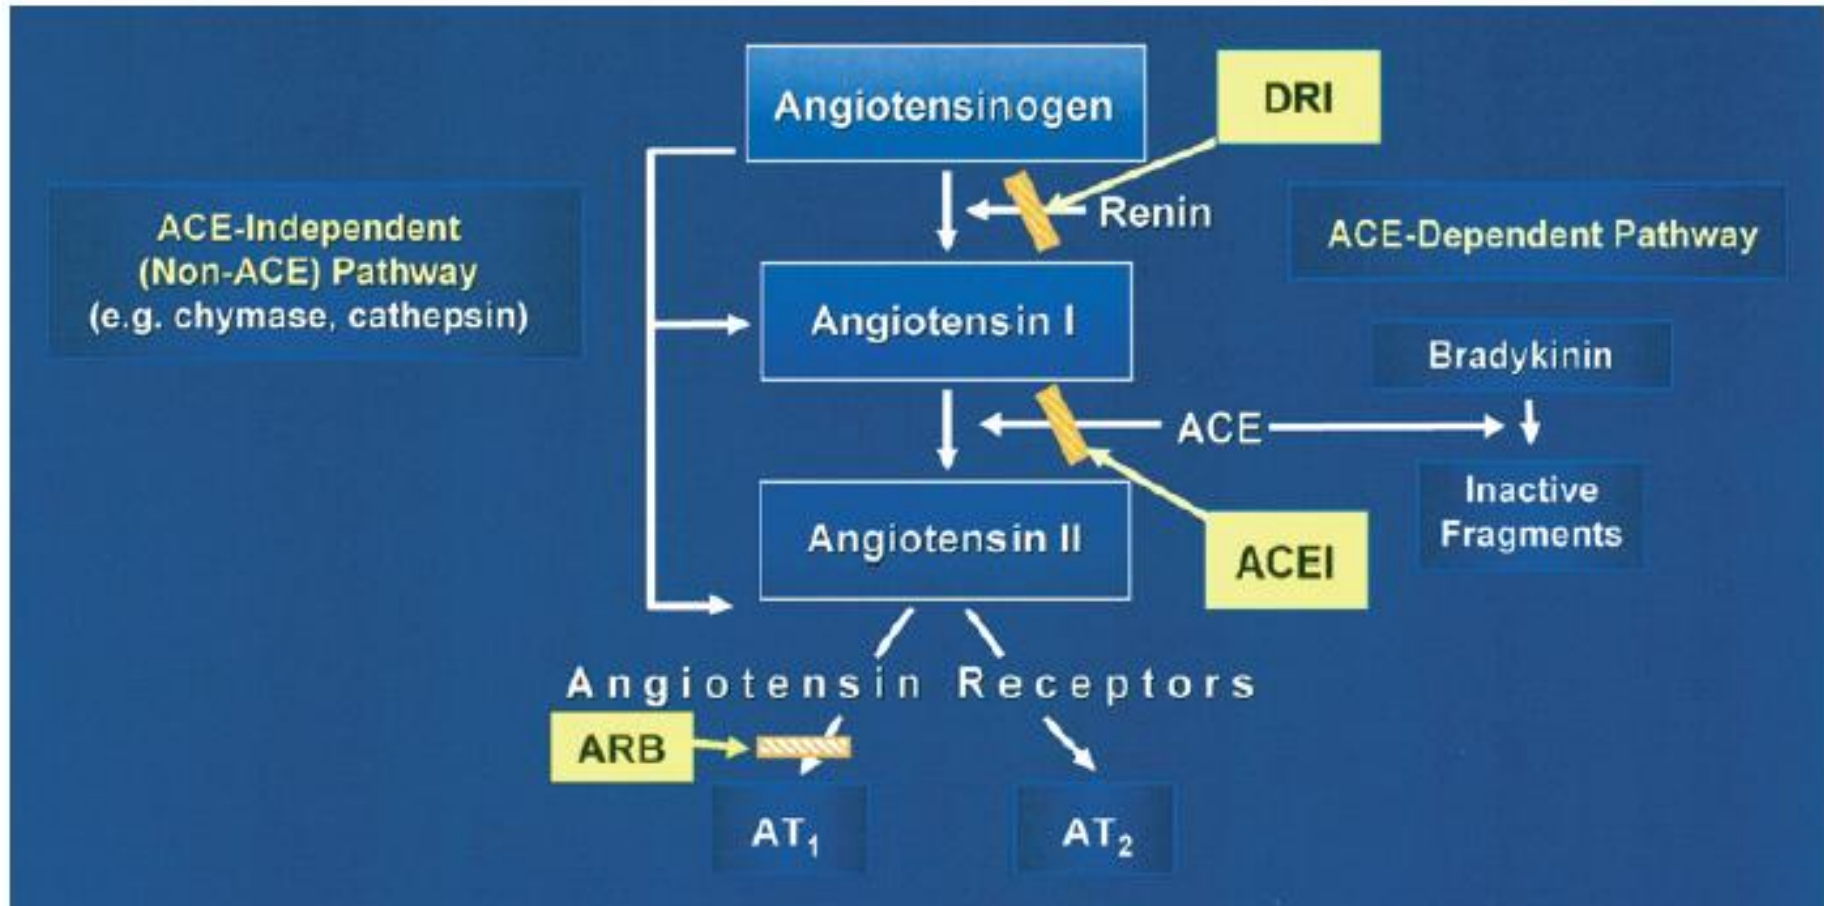 Angiotensinogen
DRI
ACE-Independent
(Non-ACE) Pathway
(e.g. chymase, cathepsin)
Renin
ACE-Dependent Pathway
Angiotensin I
Bradykinin
ACE
Inactive
Fragments
Angiotensin II
ACEI
Angiotensin Receptors
ARB
AT₁
AT₂